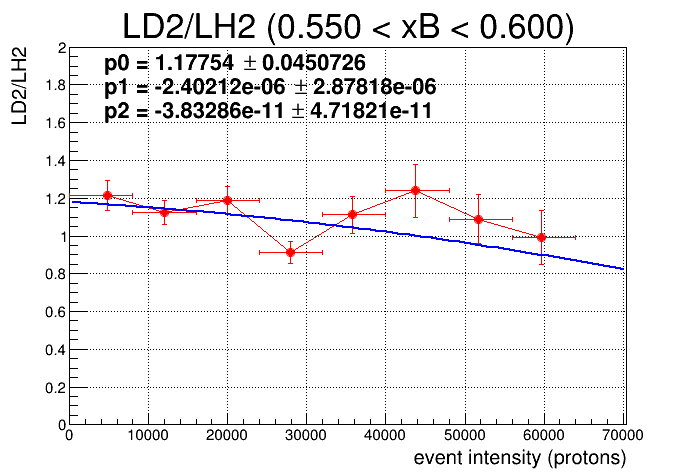 LD2/LH2 (0.550 < xB < 0.600)
LD2/LH2
p0 = 1.17754 ± 0.0450726
p1 = -2.40212e-06 ± 2.87818e-06
p2 = -3.83286e-11 ± 4.71821e-11
2
1.8
1.6
1.4
1.2
1
0.8
0.6
0.4
0.2
0
0 10000 20000 30000 40000 50000 60000 70000
event intensity (protons)